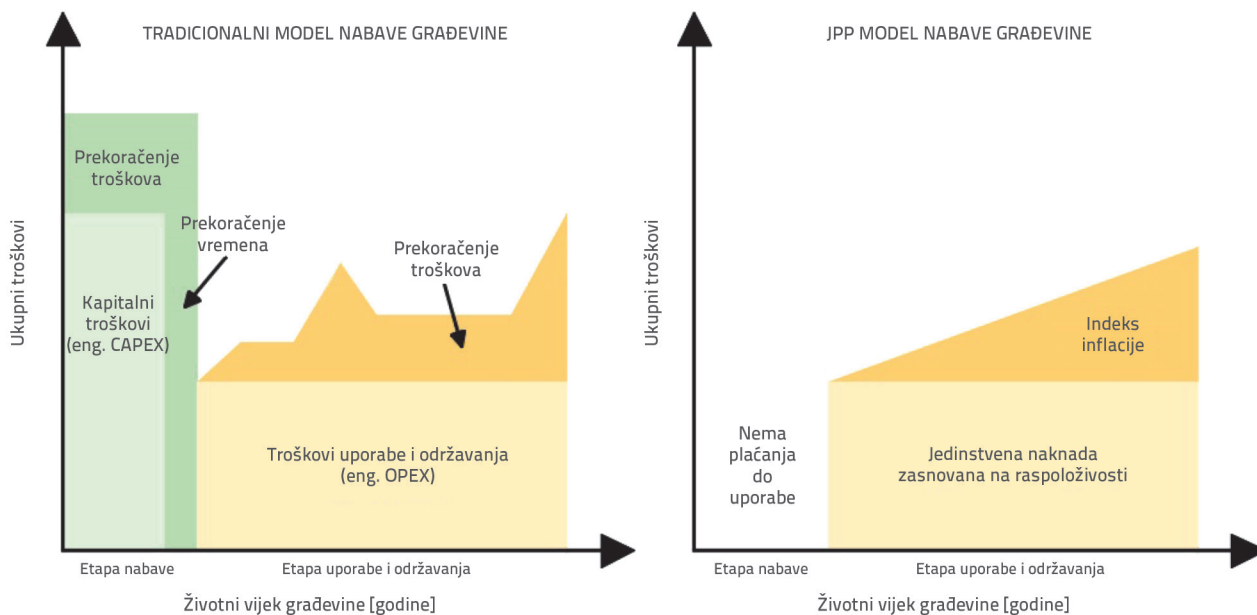 TRADICIONALNI MODEL NABAVE GRAĐEVINE
Ukupni troškovi
Prekoračenje
troškova
Prekoračenje
vremena
Kapitalni
troškovi
(eng. CAPEX)
Prekoračenje
troškova
Troškovi uporabe i održavanja
(eng. OPEX)
Etapa nabave
Etapa uporabe i održavanja
Životni vijek građevine [godine]
JPP MODEL NABAVE GRAĐEVINE
Ukupni troškovi
Indeks
inflacije
Nema
plaćanja
do
uporabe
Jedinstvena naknada
zasnovana na raspoloživosti
Etapa nabave
Etapa uporabe i održavanja
Životni vijek građevine [godine]